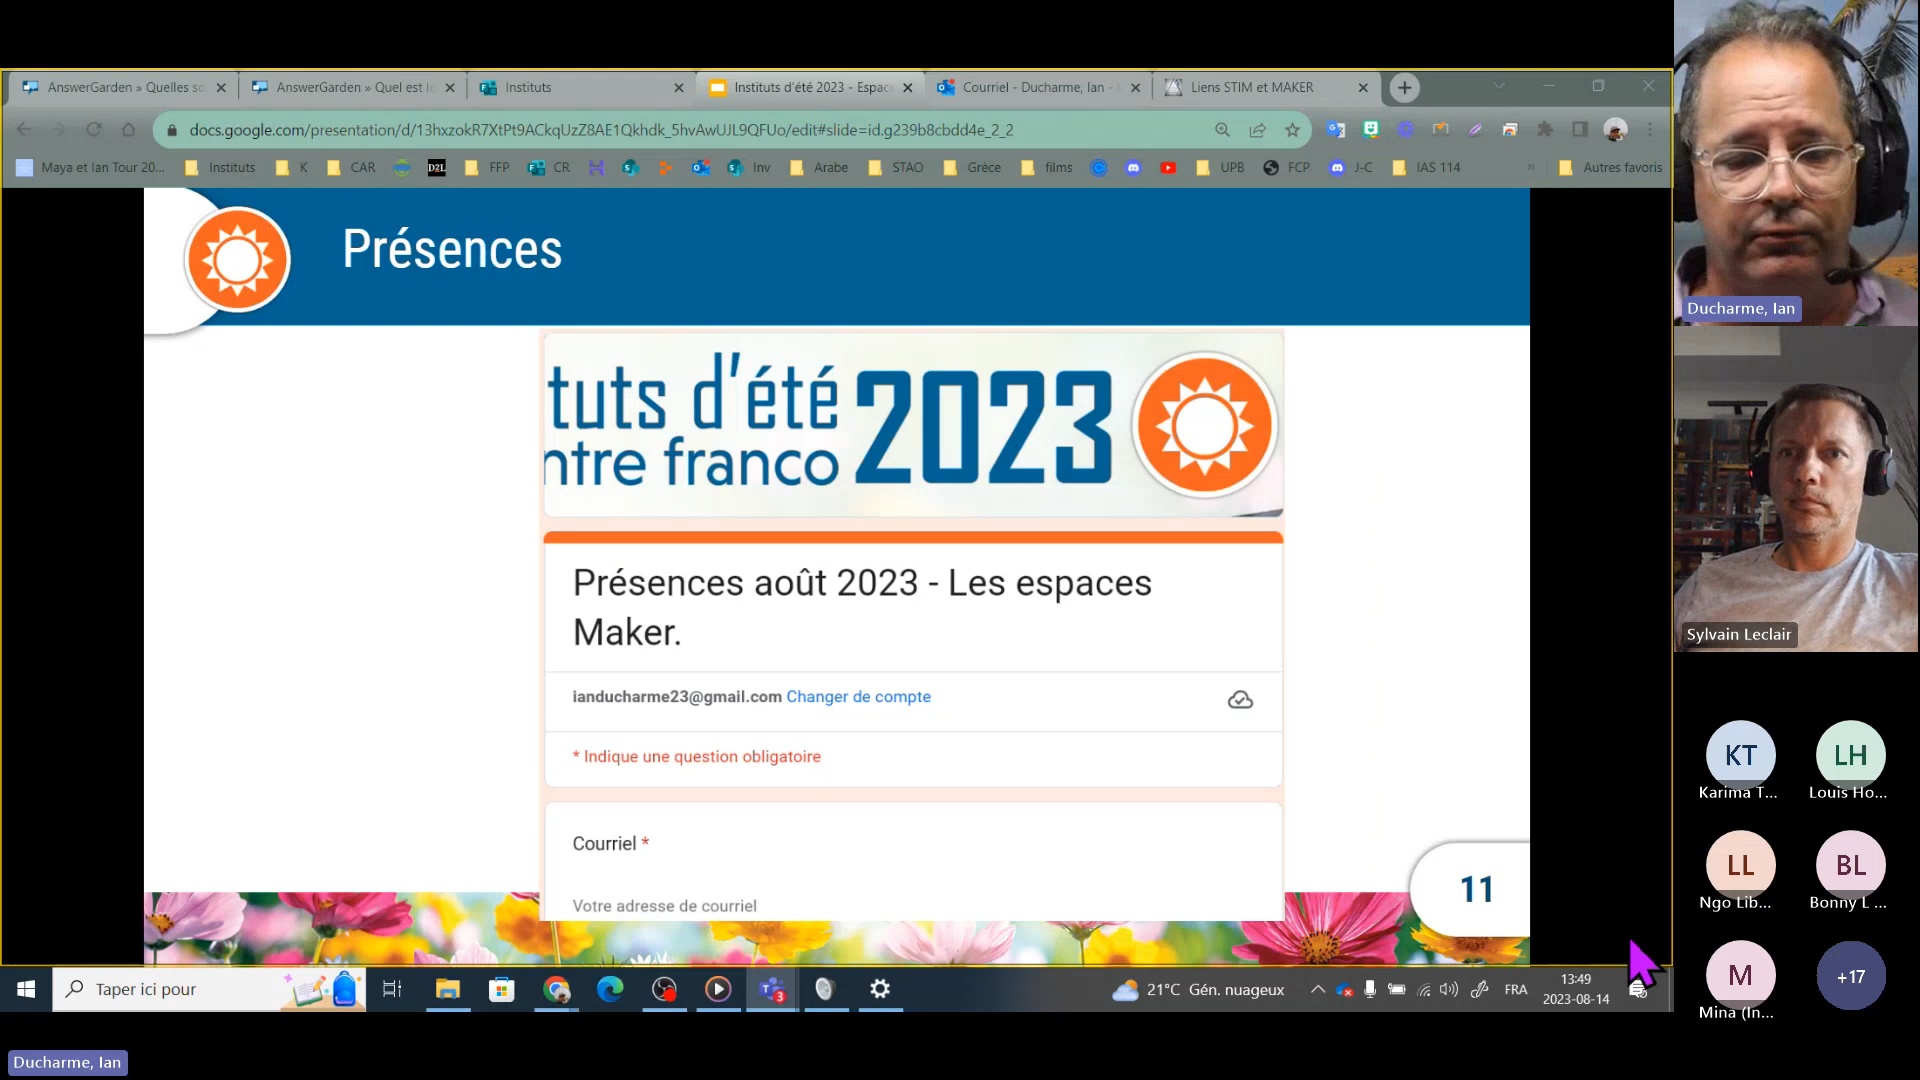 AnswerGarden » Quelles so
AnswerGarden » Quel est le
Instituts
Instituts d'été 2023 - Espac
Courriel - Ducharme, Ian -
Liens STIM et MAKER
docs.google.com/presentation/d/13hxzokR7XtPt9ACkqUzZ8AE1Qkhdk_5hvAwUJL9QFUo/edit#slide=id.g239b8cbdd4e_2_2
Maya et Ian Tour 20...
Instituts
K
CAR
D2L
FFP
CR
Inv
Arabe
STAO
Grèce
films
UPB
FCP
J-C
IAS 114
»
Autres favoris
Présences
tuts d'été
ntre franco
2023
Présences août 2023 - Les espaces
Maker.
ianducharme23@gmail.com Changer de compte
* Indique une question obligatoire
Courriel *
Votre adresse de courriel
11
Taper ici pour
3
21°C Gén. nuageux
FRA
13:49
2023-08-14
Ducharme, Ian
Ducharme, Ian
Sylvain Leclair
KT
Karima T...
LH
Louis Ho...
LL
Ngo Lib...
BL
Bonny L ...
M
Mina (In...
+17